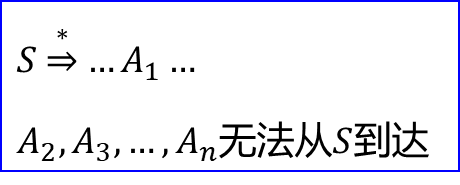 S ⇒* … A₁ …
A₂, A₃, … , Aₙ无法从S到达